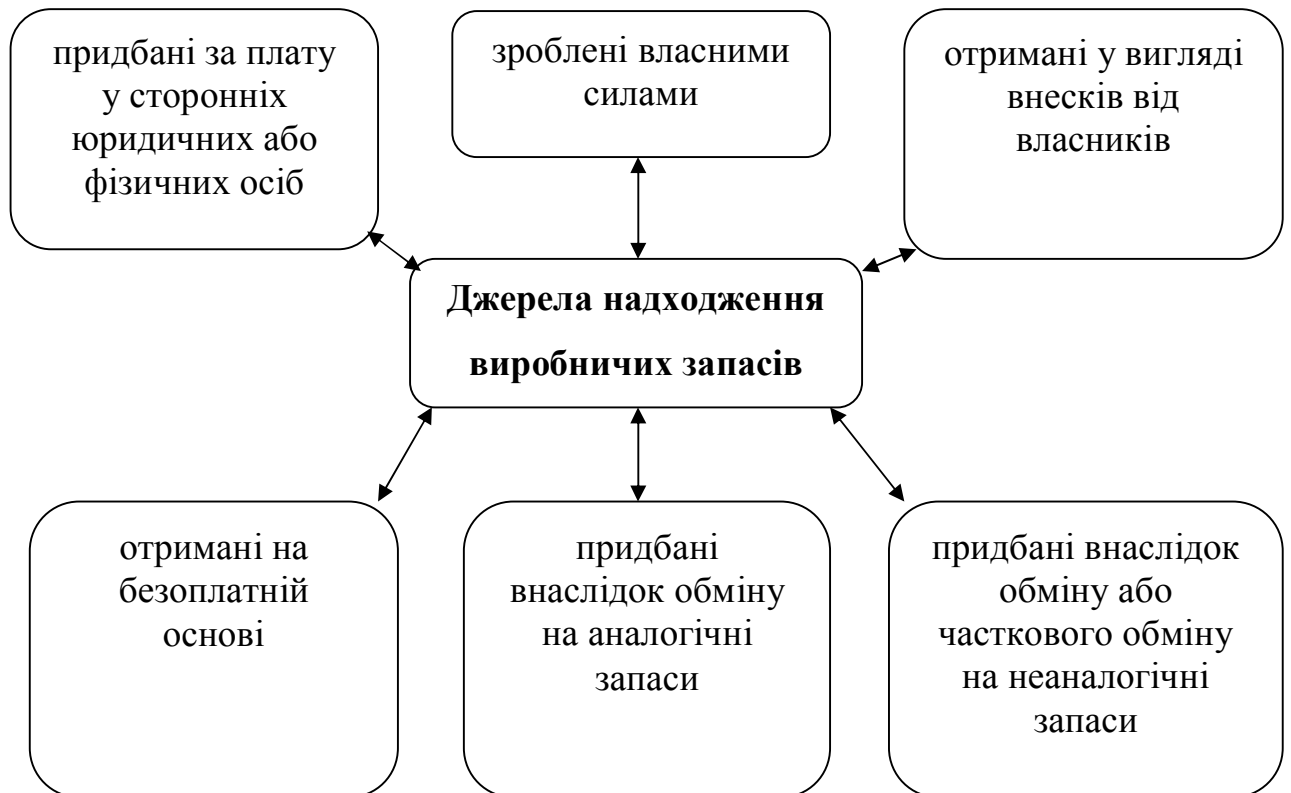 придбані за плату
у сторонніх
юридичних або
фізичних осіб
зроблені власними
силами
отримані у вигляді
внесків від
власників
Джерела надходження
виробничих запасів
отримані на
безоплатній
основі
придбані
внаслідок обміну
на аналогічні
запаси
придбані внаслідок
обміну або
часткового обміну
на неаналогічні
запаси